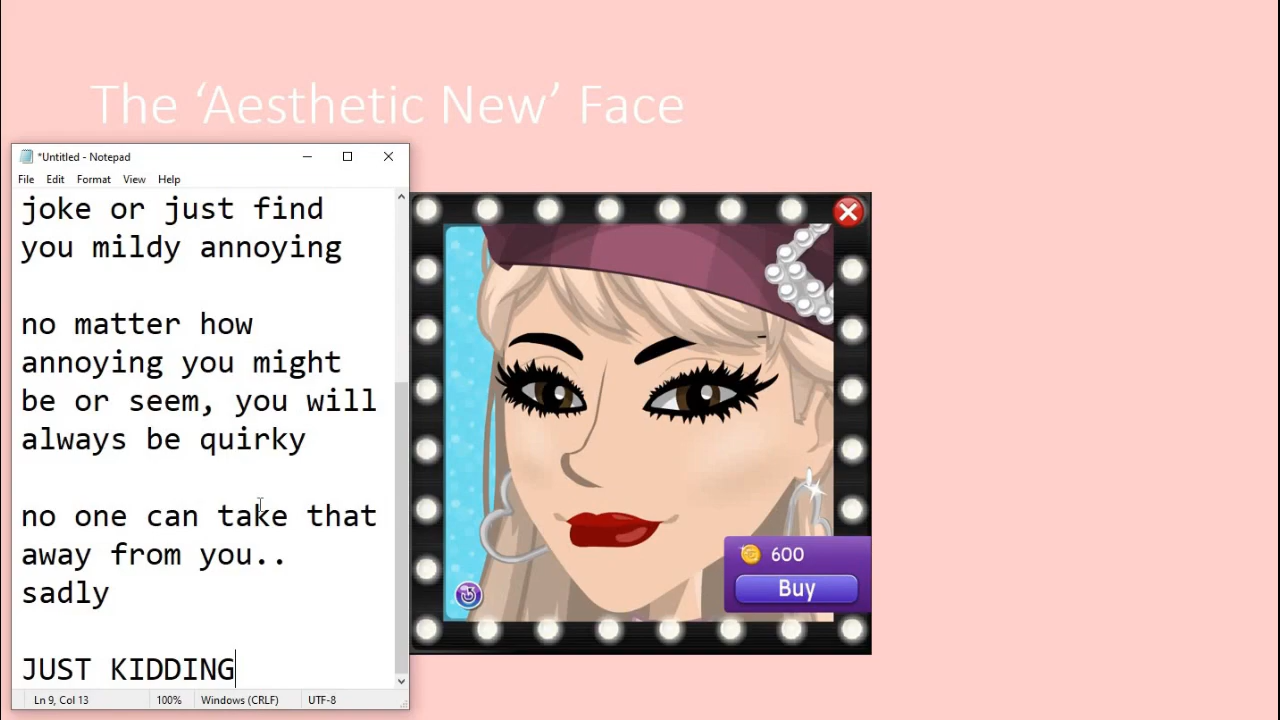 The ‘Aesthetic New’ Face
*Untitled - Notepad
File Edit Format View Help
joke or just find
you mildy annoying
no matter how
annoying you might
be or seem, you will
always be quirky
no one can take that
away from you..
sadly
JUST KIDDING
Ln 9, Col 13 100% Windows (CRLF) UTF-8
600
Buy